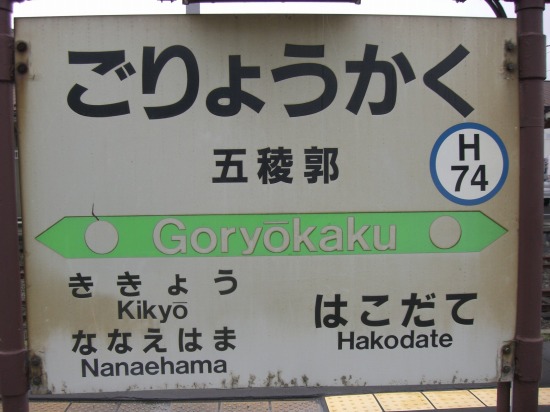 ごりょうかく
五稜郭
H
74
Goryōkaku
ききょう
Kikyō
ななえはま
Nanaehama
はこだて
Hakodate